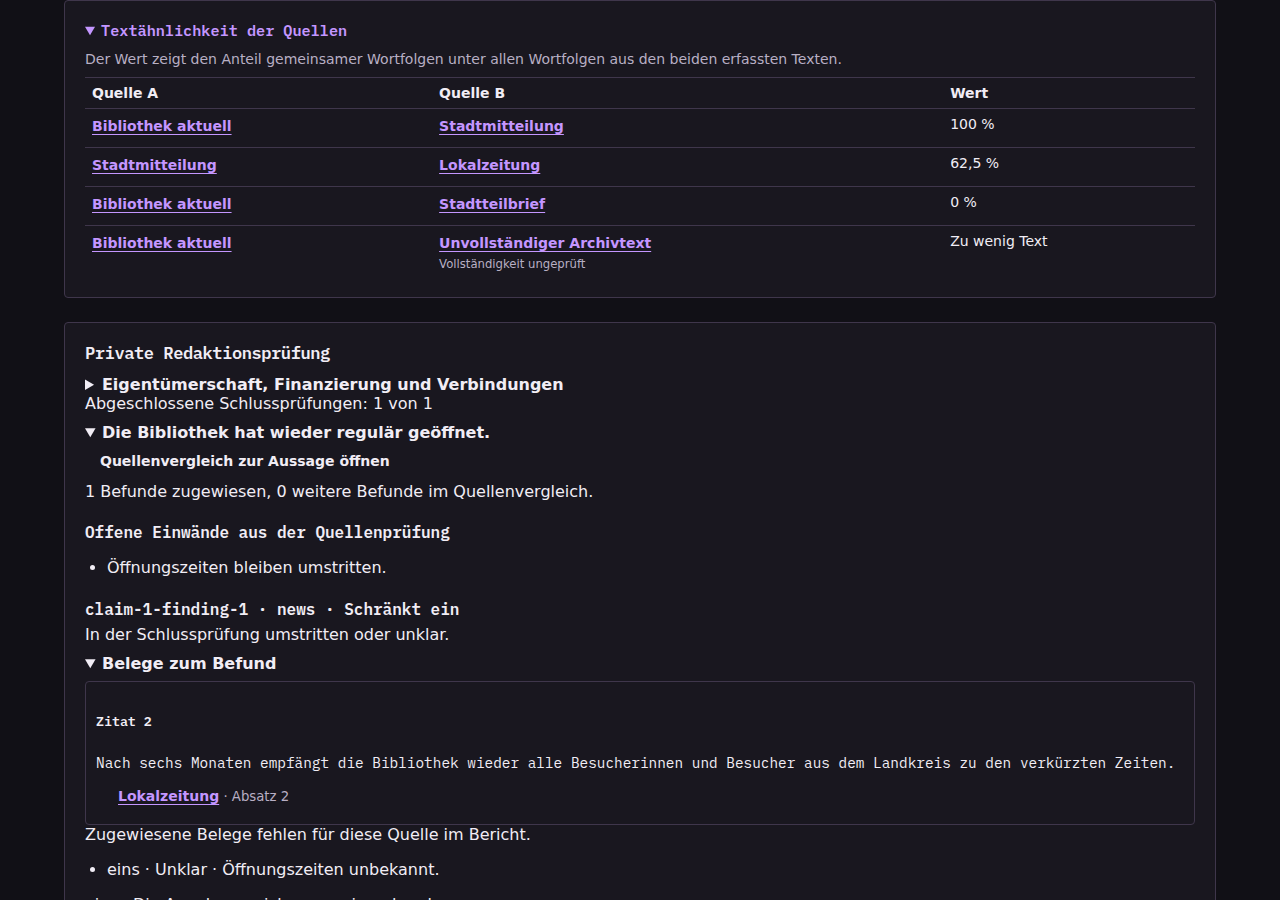 Textähnlichkeit der Quellen
Der Wert zeigt den Anteil gemeinsamer Wortfolgen unter allen Wortfolgen aus den beiden erfassten Texten.
Quelle A Quelle B Wert
Bibliothek aktuell Stadtmitteilung 100 %
Stadtmitteilung Lokalzeitung 62,5 %
Bibliothek aktuell Stadtteilbrief 0 %
Bibliothek aktuell Unvollständiger Archivtext Zu wenig Text
Vollständigkeit ungeprüft
Private Redaktionsprüfung
Eigentümerschaft, Finanzierung und Verbindungen
Abgeschlossene Schlussprüfungen: 1 von 1
Die Bibliothek hat wieder regulär geöffnet.
Quellenvergleich zur Aussage öffnen
1 Befunde zugewiesen, 0 weitere Befunde im Quellenvergleich.
Offene Einwände aus der Quellenprüfung
• Öffnungszeiten bleiben umstritten.
claim-1-finding-1 · news · Schränkt ein
In der Schlussprüfung umstritten oder unklar.
Belege zum Befund
Zitat 2
Nach sechs Monaten empfängt die Bibliothek wieder alle Besucherinnen und Besucher aus dem Landkreis zu den verkürzten Zeiten.
Lokalzeitung · Absatz 2
Zugewiesene Belege fehlen für diese Quelle im Bericht.
• eins · Unklar · Öffnungszeiten unbekannt.